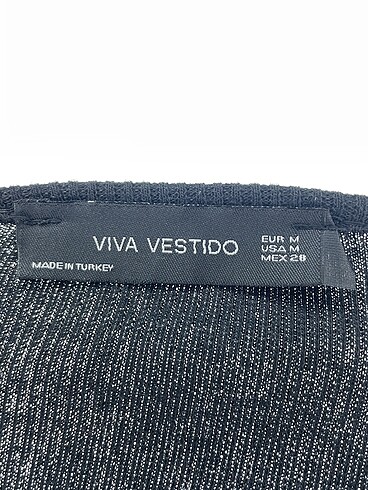 VIVA VESTIDO
EUR M
USA M
MEX 28
MADE IN TURKEY